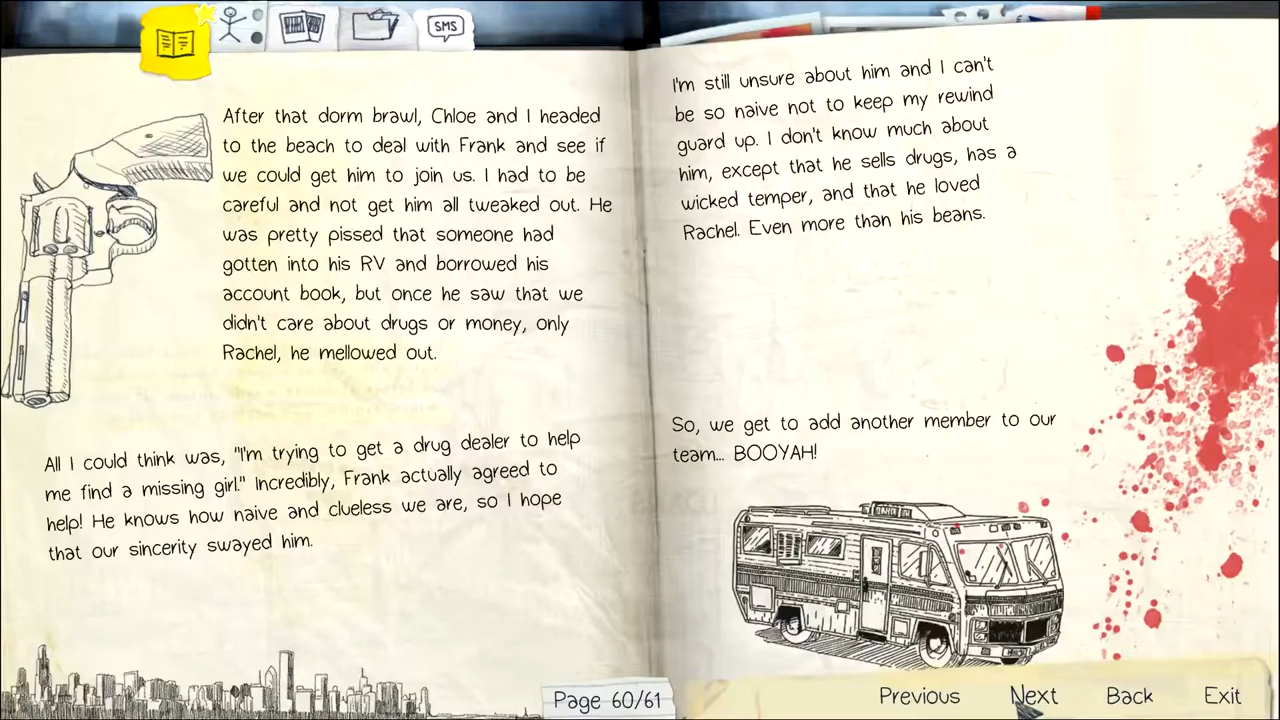 SMS
After that dorm brawl, Chloe and I headed
to the beach to deal with Frank and see if
we could get him to join us. I had to be
careful and not get him all tweaked out. He
was pretty pissed that someone had
gotten into his RV and borrowed his
account book, but once he saw that we
didn't care about drugs or money, only
Rachel, he mellowed out.
All I could think was, "I'm trying to get a drug dealer to help
me find a missing girl." Incredibly, Frank actually agreed to
help! He knows how naive and clueless we are, so I hope
that our sincerity swayed him.
I'm still unsure about him and I can't
be so naive not to keep my rewind
guard up. I don't know much about
him, except that he sells drugs, has a
wicked temper, and that he loved
Rachel. Even more than his beans.
So, we get to add another member to our
team... BOOYAH!
Page 60/61
Previous Next Back Exit